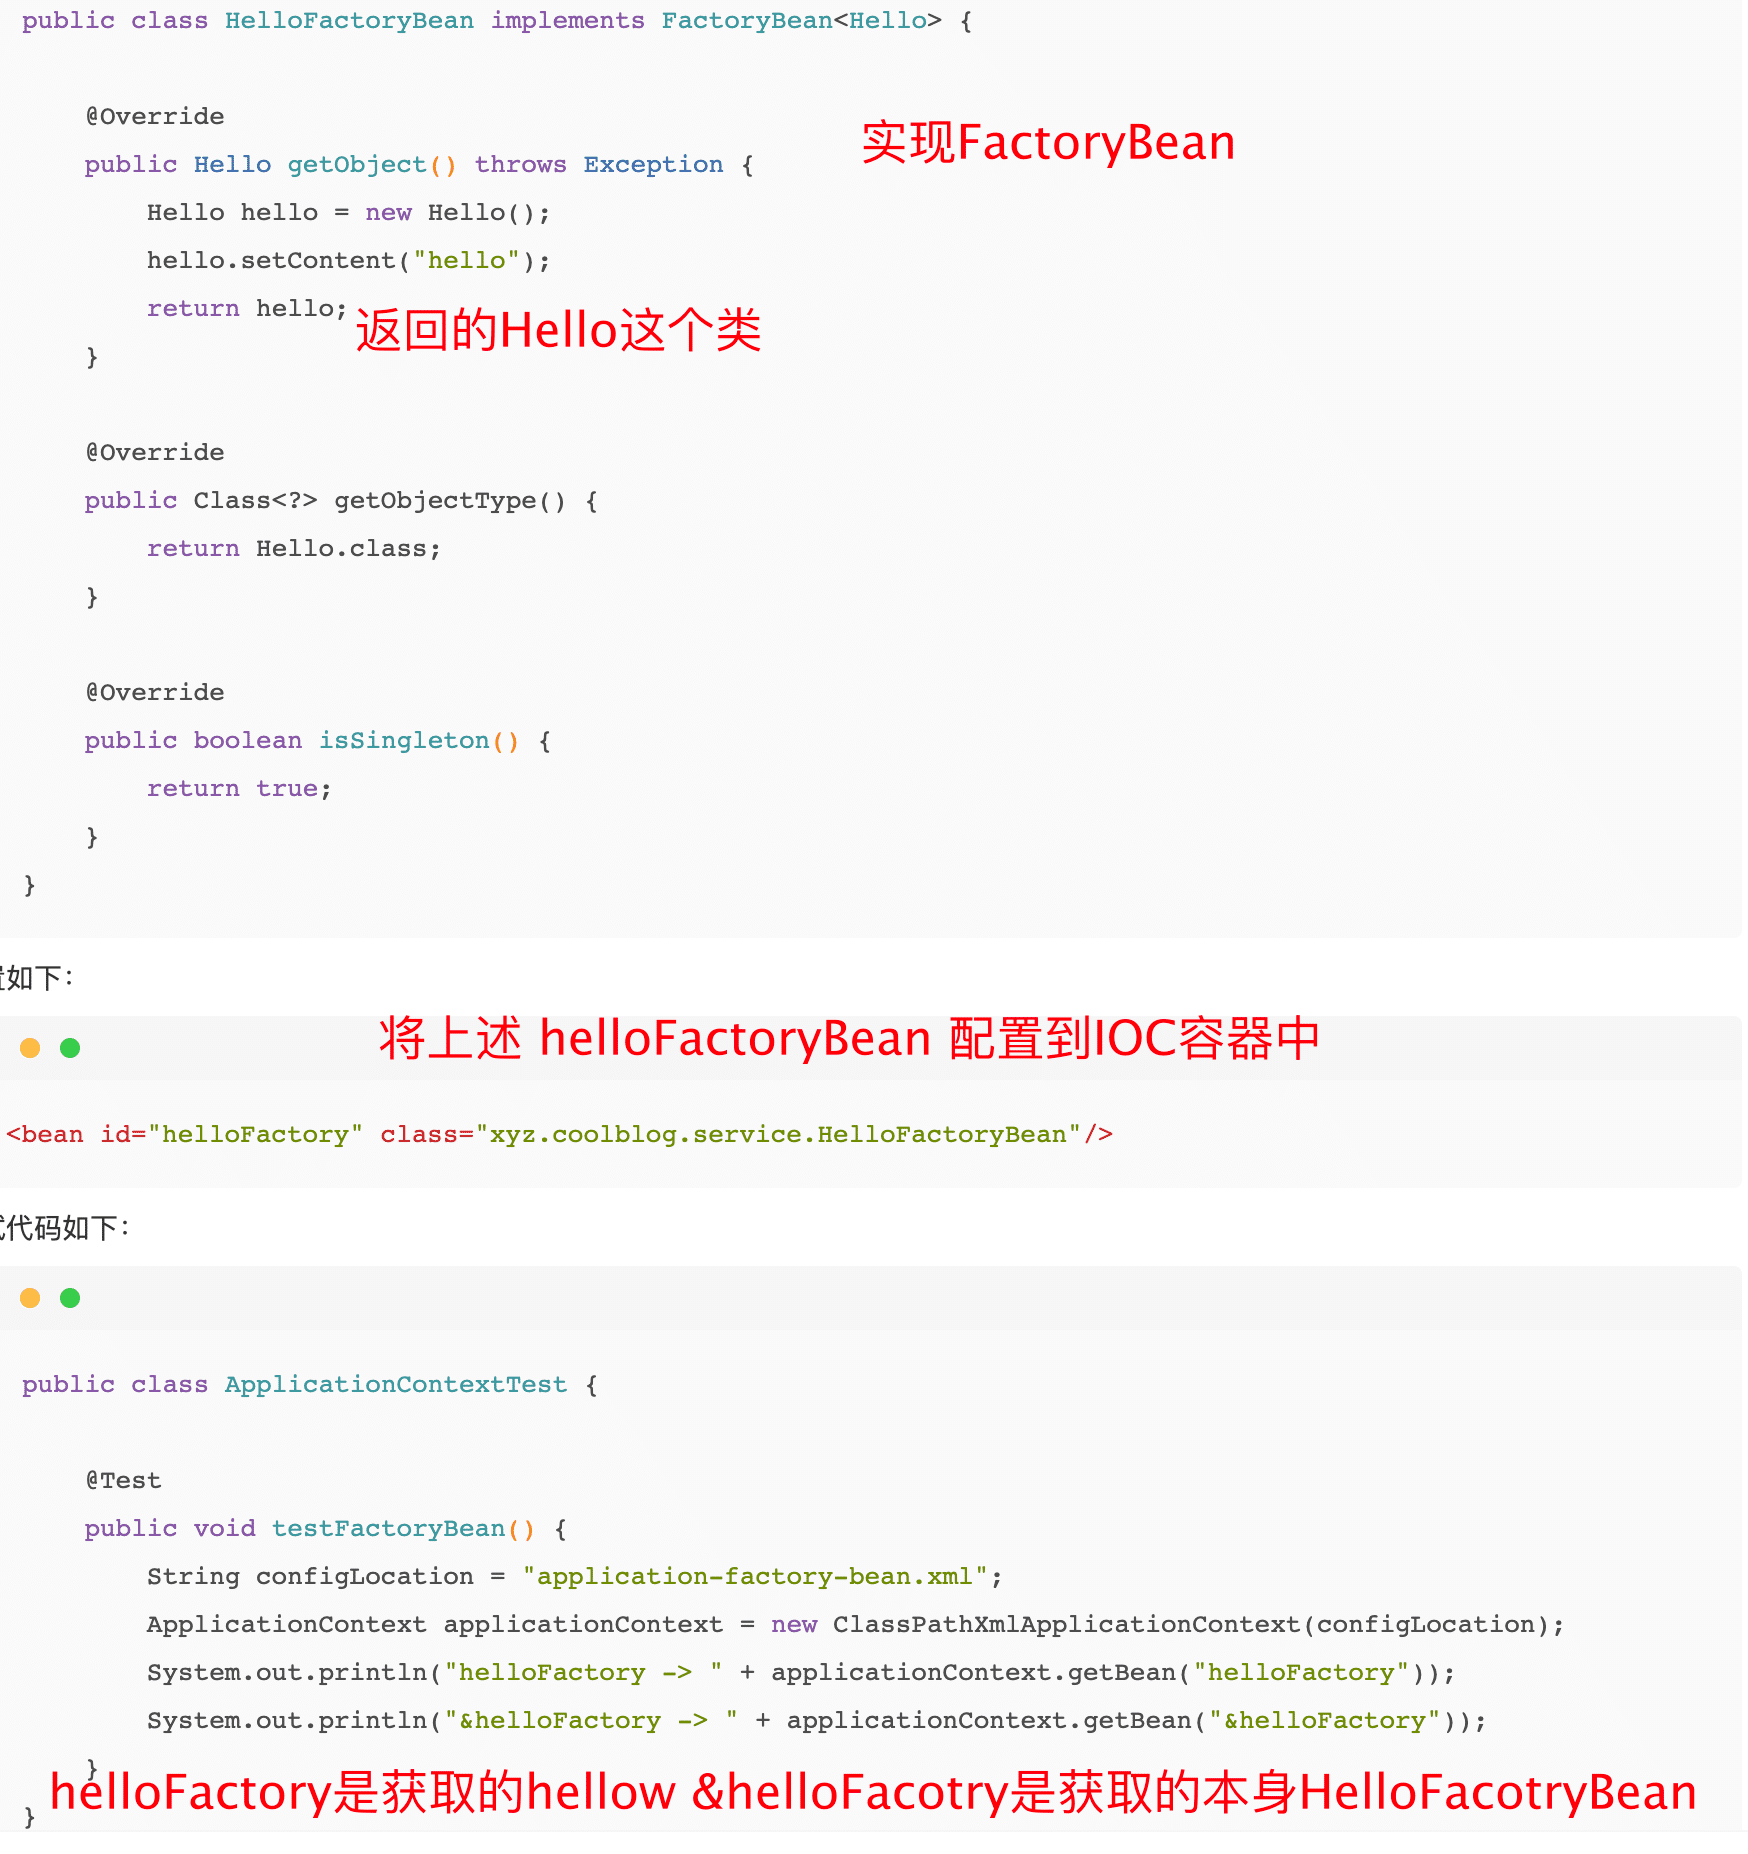 public class HelloFactoryBean implements FactoryBean<Hello> {
@Override
实现FactoryBean
public Hello getObject() throws Exception {
Hello hello = new Hello();
hello.setContent("hello");
return hello;
返回的Hello这个类
}
@Override
public Class<?> getObjectType() {
return Hello.class;
}
@Override
public boolean isSingleton() {
return true;
}
}
如下：
将上述 helloFactoryBean 配置到IOC容器中
<bean id="helloFactory" class="xyz.coolblog.service.HelloFactoryBean"/>
代码如下：
public class ApplicationContextTest {
@Test
public void testFactoryBean() {
String configLocation = "application-factory-bean.xml";
ApplicationContext applicationContext = new ClassPathXmlApplicationContext(configLocation);
System.out.println("helloFactory -> " + applicationContext.getBean("helloFactory"));
System.out.println("&helloFactory -> " + applicationContext.getBean("&helloFactory"));
}
helloFactory是获取的hellow &helloFacotry是获取的本身HelloFacotryBean
}